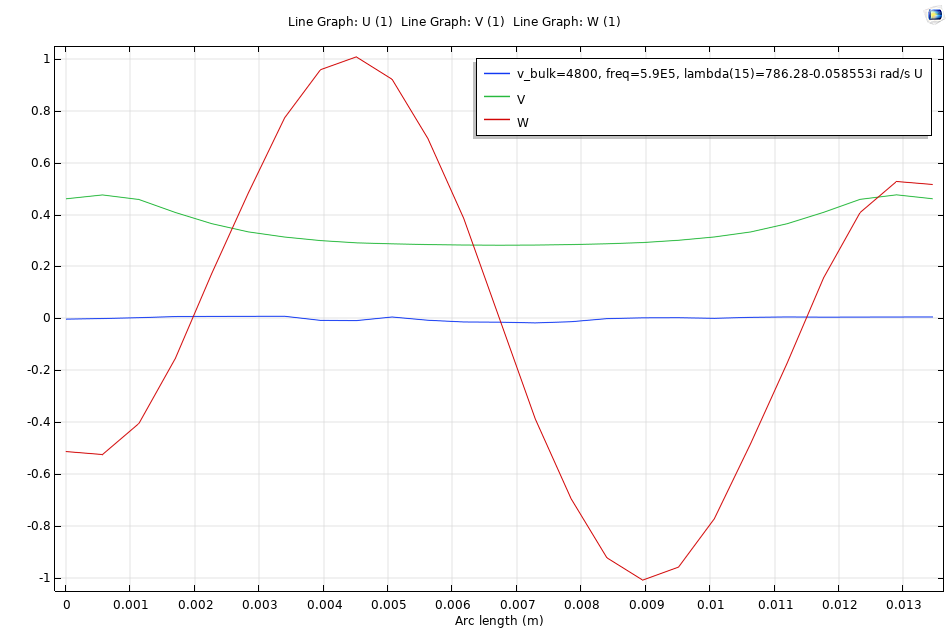 Line Graph: U (1) Line Graph: V (1) Line Graph: W (1)
v_bulk=4800, freq=5.9E5, lambda(15)=786.28-0.058553i rad/s U
V
W
1
0.8
0.6
0.4
0.2
0
-0.2
-0.4
-0.6
-0.8
-1
0 0.001 0.002 0.003 0.004 0.005 0.006 0.007 0.008 0.009 0.01 0.011 0.012 0.013
Arc length (m)